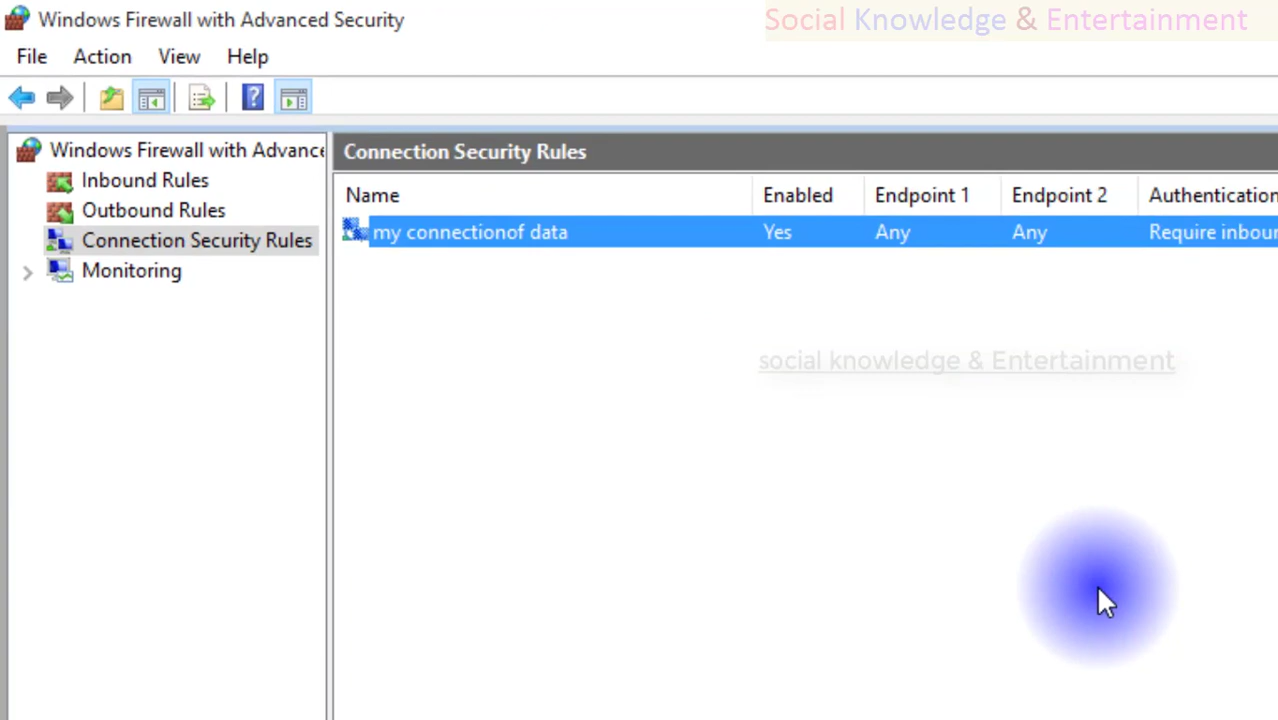 Windows Firewall with Advanced Security
Social Knowledge & Entertainment
File Action View Help
Windows Firewall with Advance
Inbound Rules
Outbound Rules
Connection Security Rules
Monitoring
Connection Security Rules
Name Enabled Endpoint 1 Endpoint 2 Authentication
my connectionof data Yes Any Any Require inbour
social knowledge & Entertainment